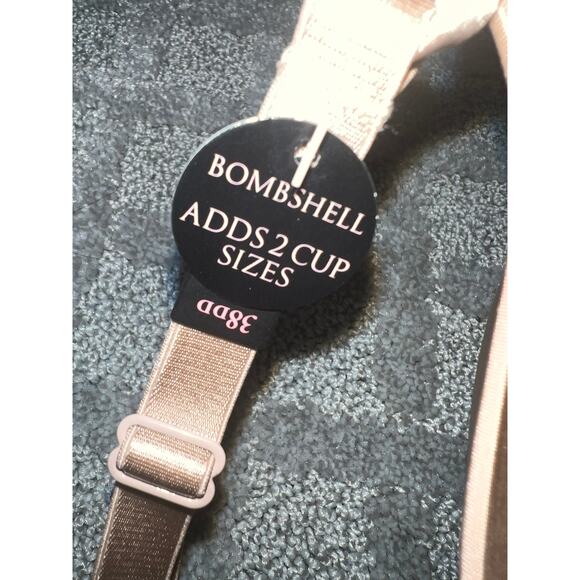 BOMBSHELL
ADDS 2 CUP
SIZES
38DD